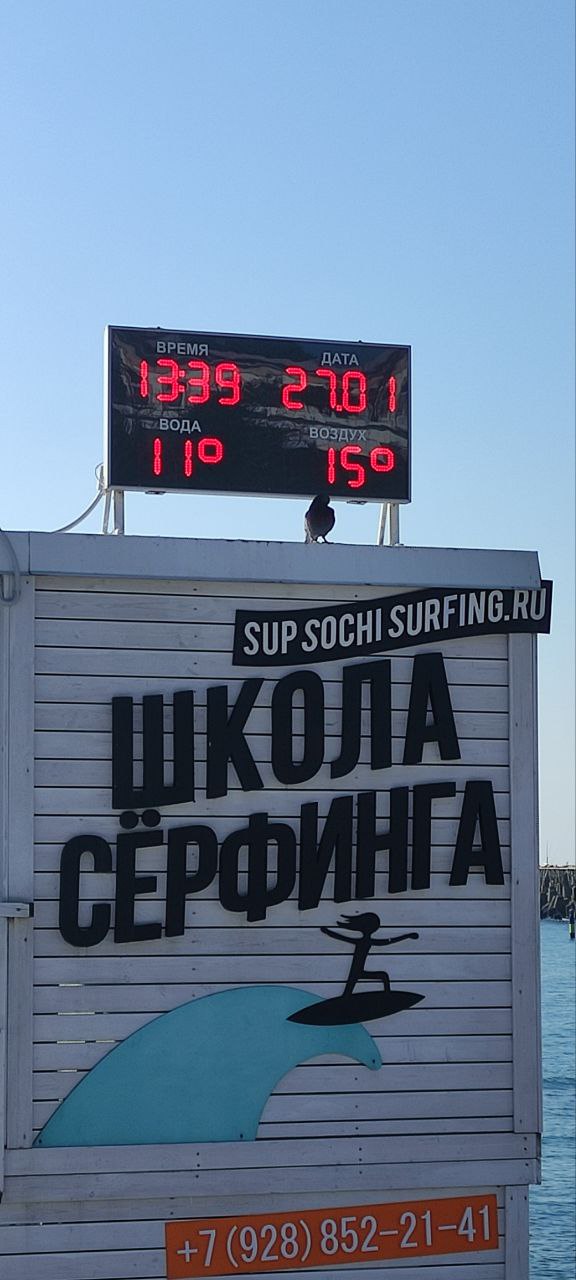 ВРЕМЯ ДАТА
13:39 27.01
ВОДА ВОЗДУХ
11° 15°
SUP SOCHI SURFING.RU
ШКОЛА
СЁРФИНГА
+7(928)852-21-41